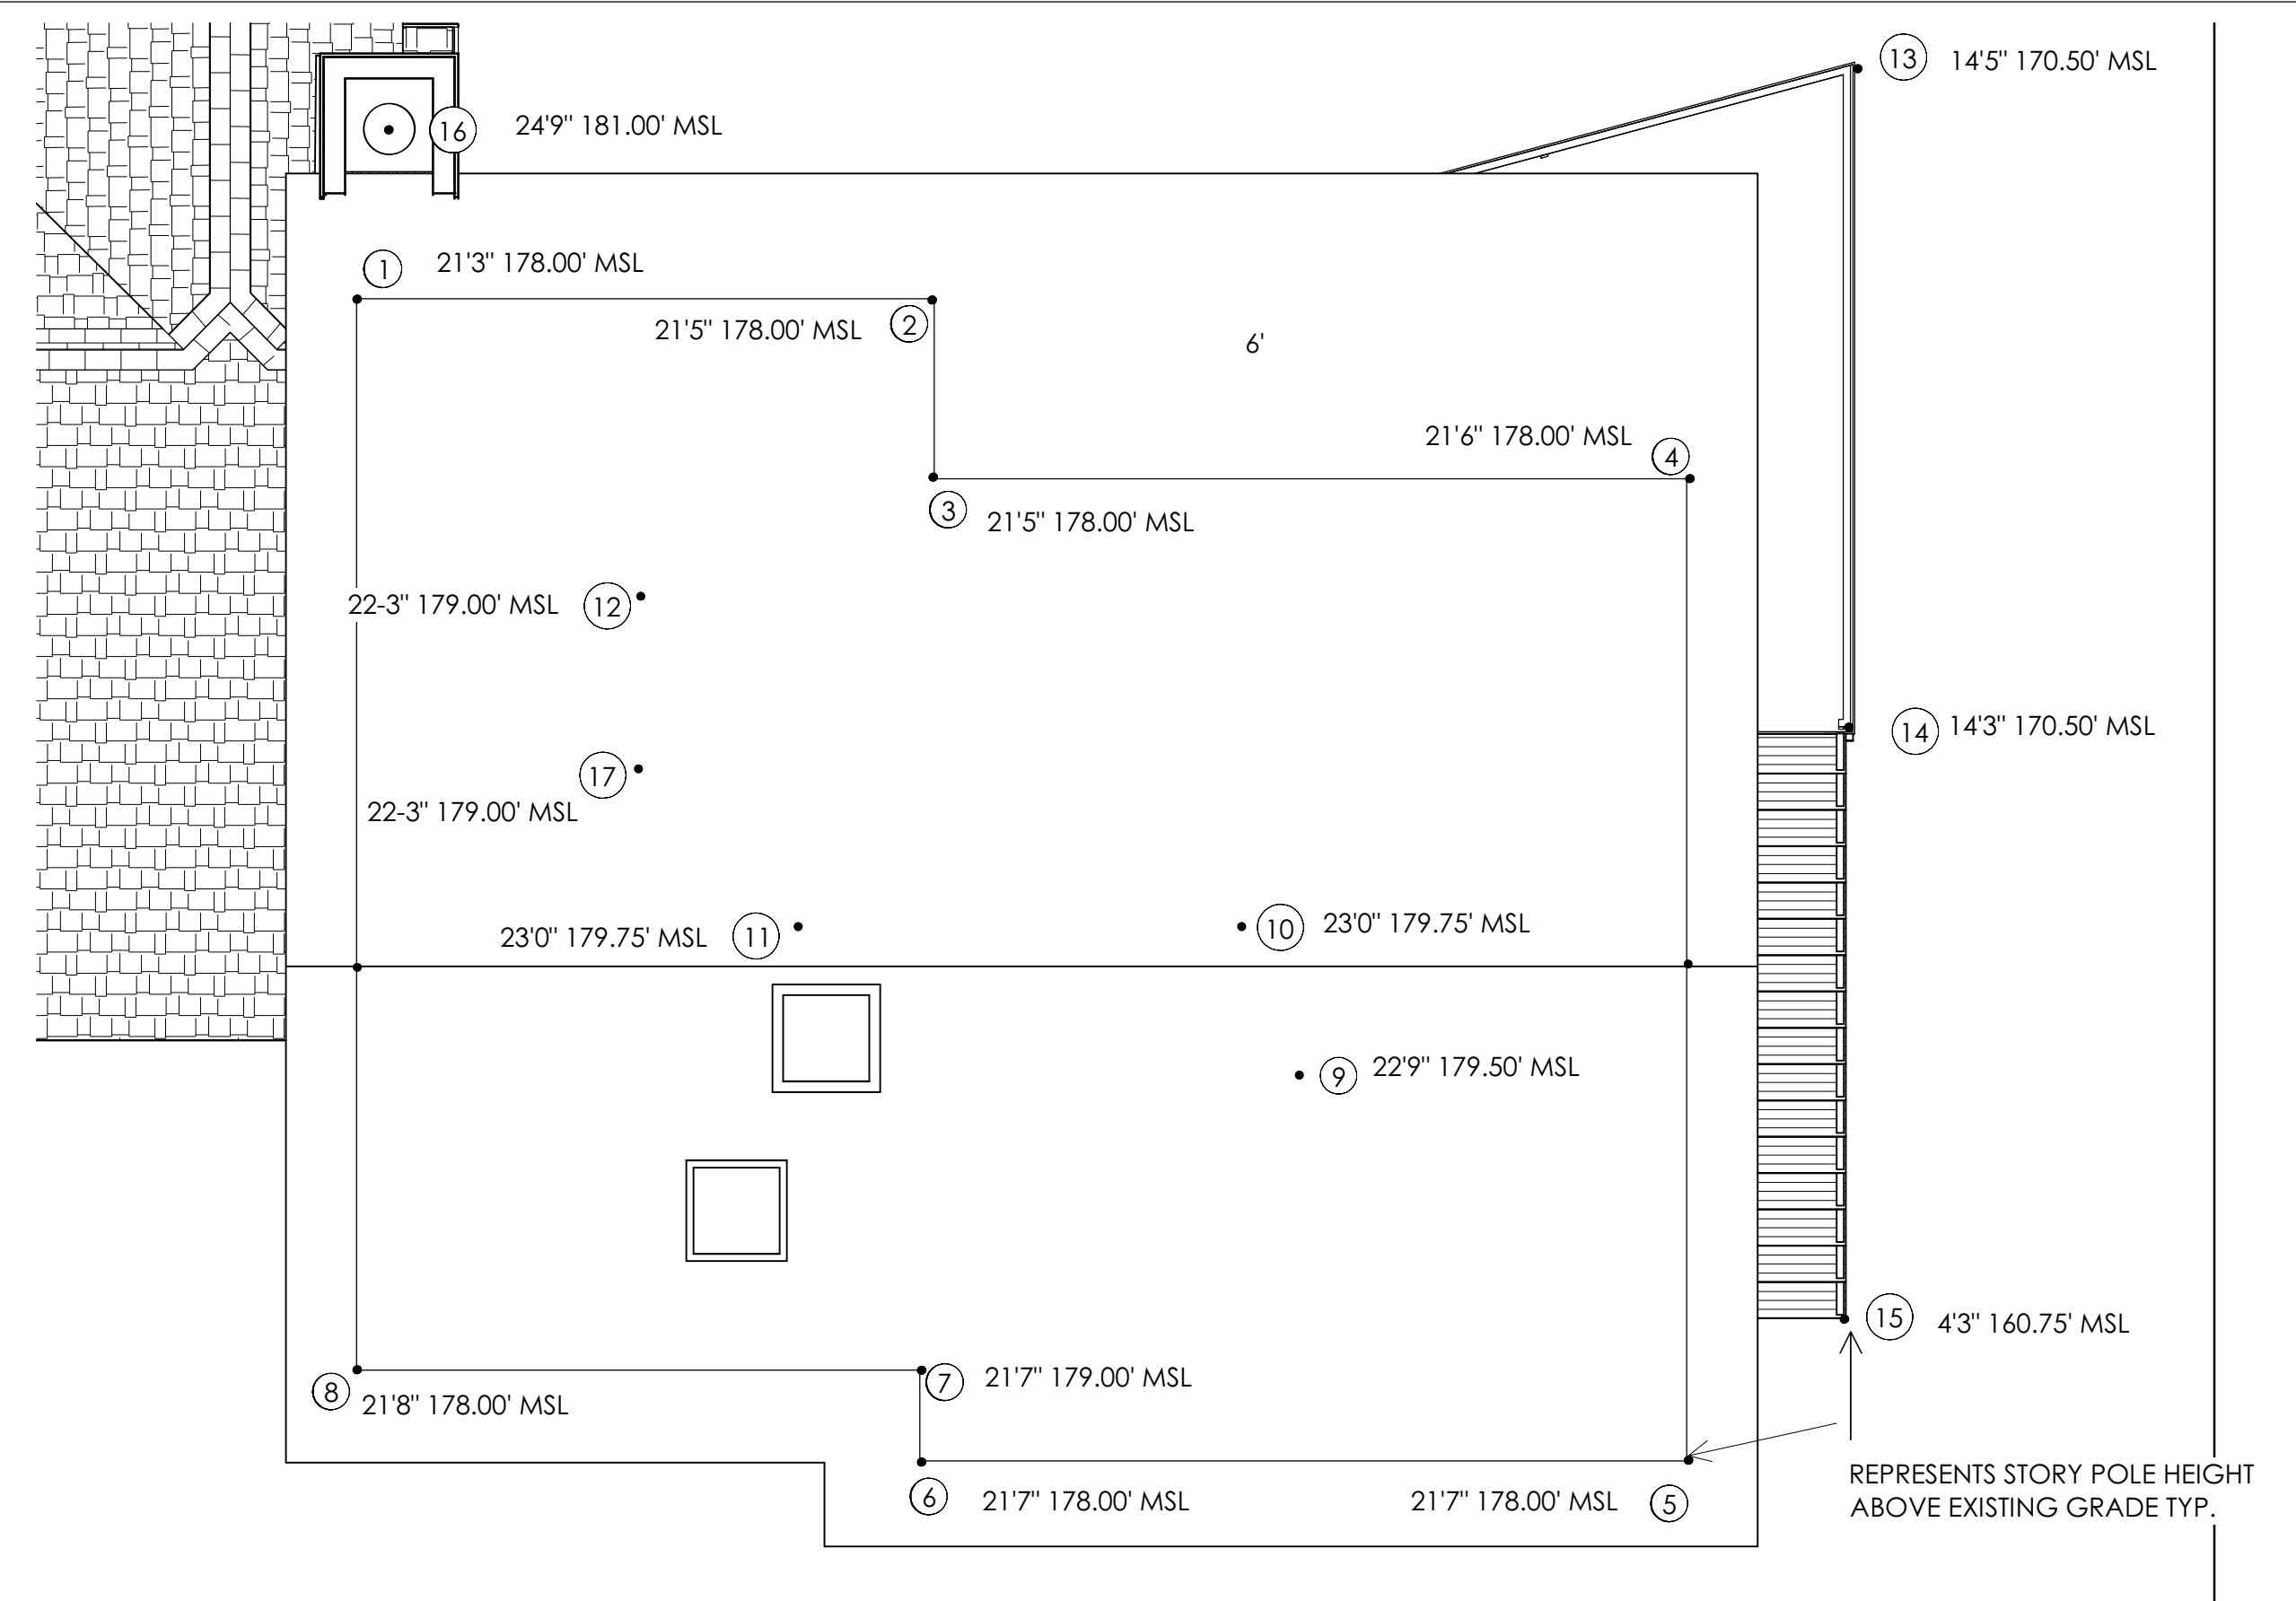 13 14'5" 170.50' MSL
16 24'9" 181.00' MSL
1 21'3" 178.00' MSL
21'5" 178.00' MSL 2
6'
21'6" 178.00' MSL 4
3 21'5" 178.00' MSL
22-3" 179.00' MSL 12
14 14'3" 170.50' MSL
17
22-3" 179.00' MSL
23'0" 179.75' MSL 11
10 23'0" 179.75' MSL
9 22'9" 179.50' MSL
15 4'3" 160.75' MSL
7 21'7" 179.00' MSL
8 21'8" 178.00' MSL
REPRESENTS STORY POLE HEIGHT
ABOVE EXISTING GRADE TYP.
6 21'7" 178.00' MSL
21'7" 178.00' MSL 5